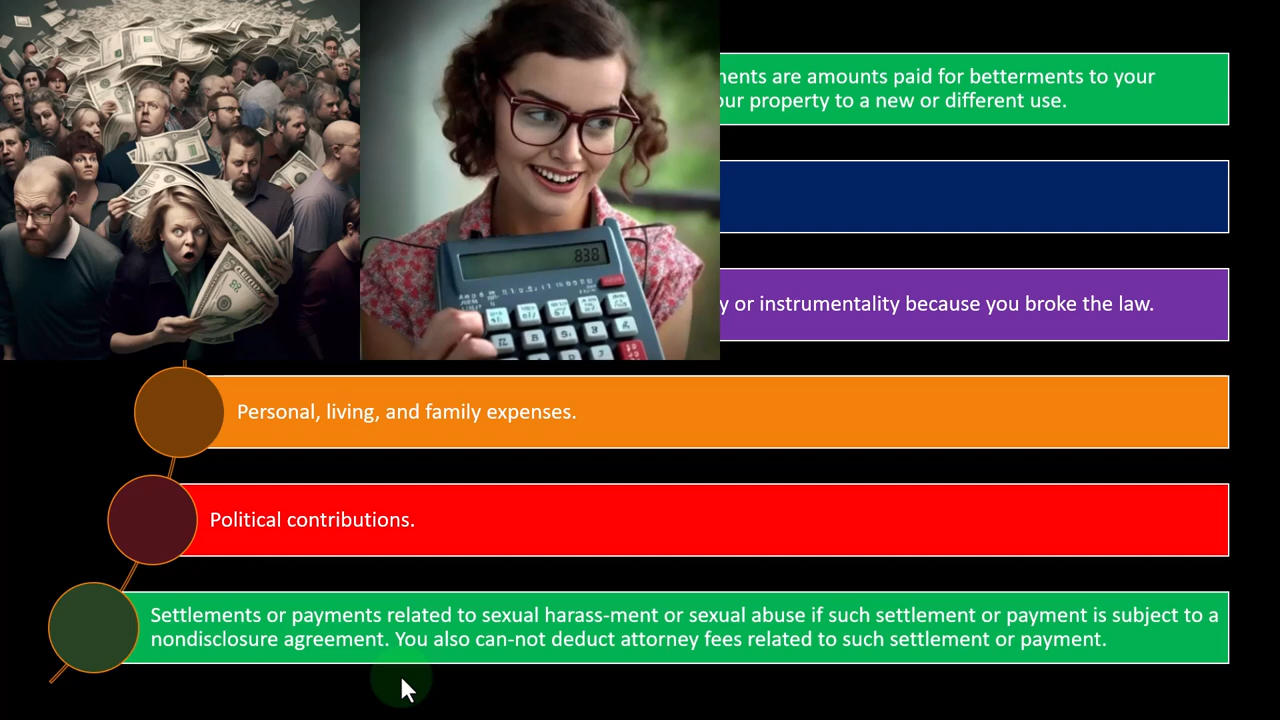 ments are amounts paid for betterments to your
our property to a new or different use.
838
y or instrumentality because you broke the law.
Personal, living, and family expenses.
Political contributions.
Settlements or payments related to sexual harass-ment or sexual abuse if such settlement or payment is subject to a
nondisclosure agreement. You also can-not deduct attorney fees related to such settlement or payment.